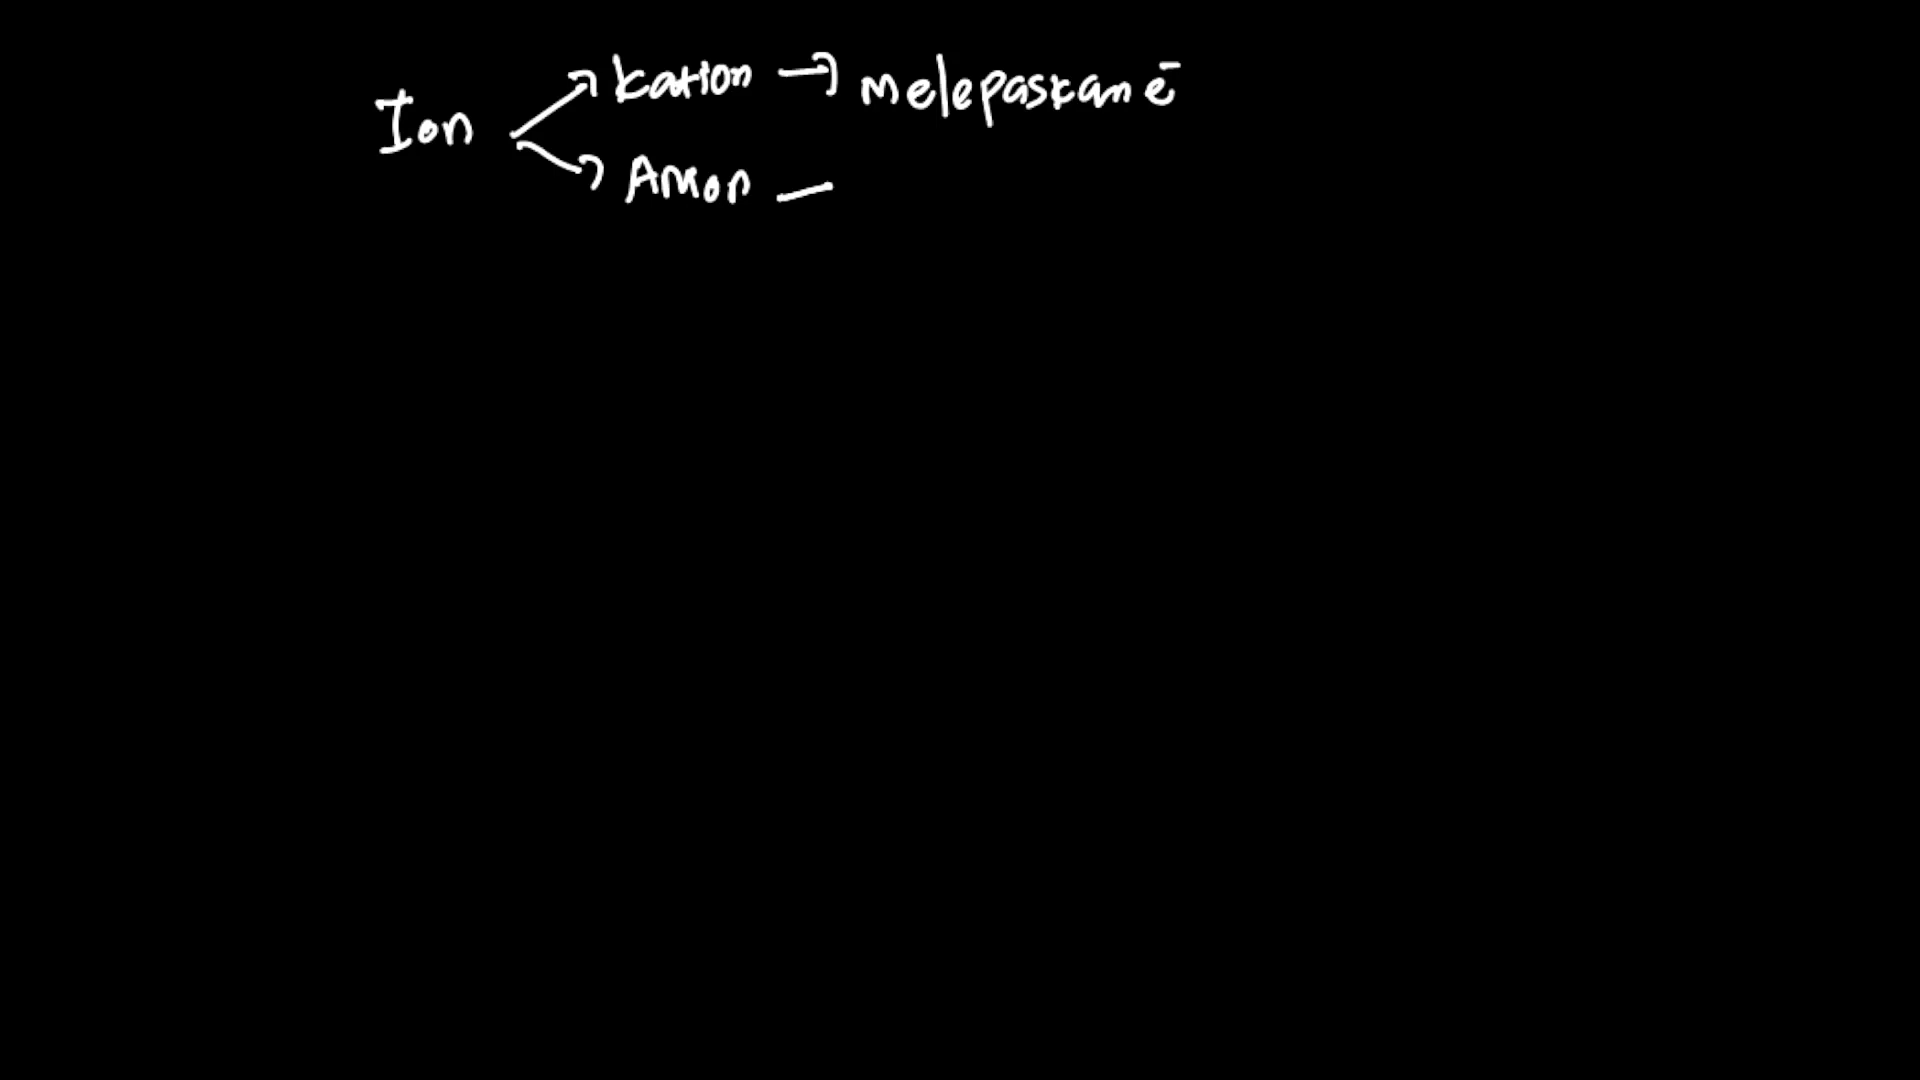 Ion → Kation → Melepaskan e⁻
→ Anion —